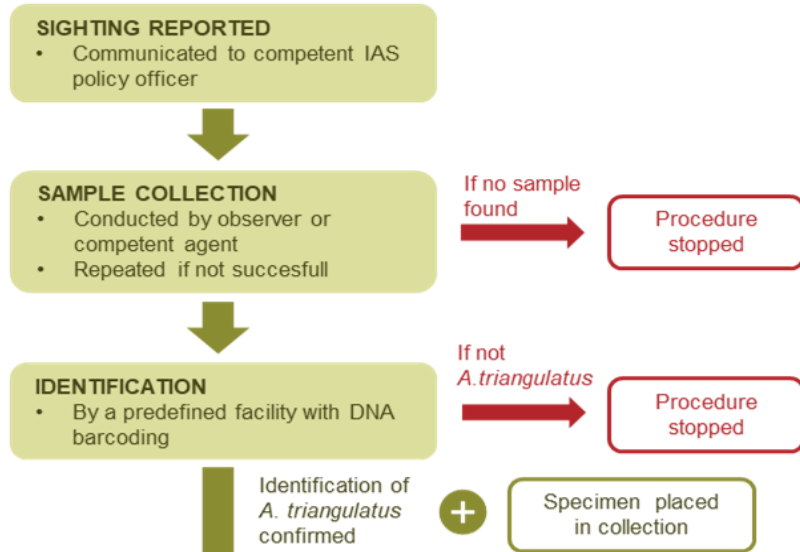 SIGHTING REPORTED
• Communicated to competent IAS
policy officer
SAMPLE COLLECTION
• Conducted by observer or
competent agent
• Repeated if not succesfull
If no sample
found
Procedure
stopped
IDENTIFICATION
• By a predefined facility with DNA
barcoding
If not
A.triangulatus
Procedure
stopped
Identification of
A. triangulatus
confirmed
+
Specimen placed
in collection